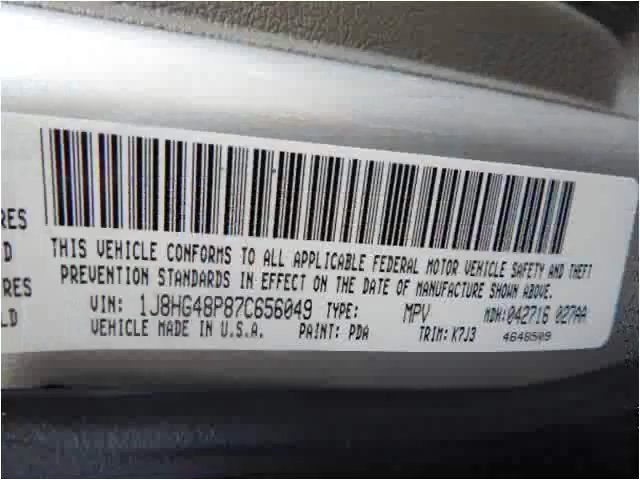 RES
D
RES
LD
THIS VEHICLE CONFORMS TO ALL APPLICABLE FEDERAL MOTOR VEHICLE SAFETY AND THEFT
PREVENTION STANDARDS IN EFFECT ON THE DATE OF MANUFACTURE SHOWN ABOVE.
VIN: 1J8HG48P87C656049 TYPE: MPV MDH:042716 027AA
VEHICLE MADE IN U.S.A. PAINT: PDA TRIM:K7J3 4648509